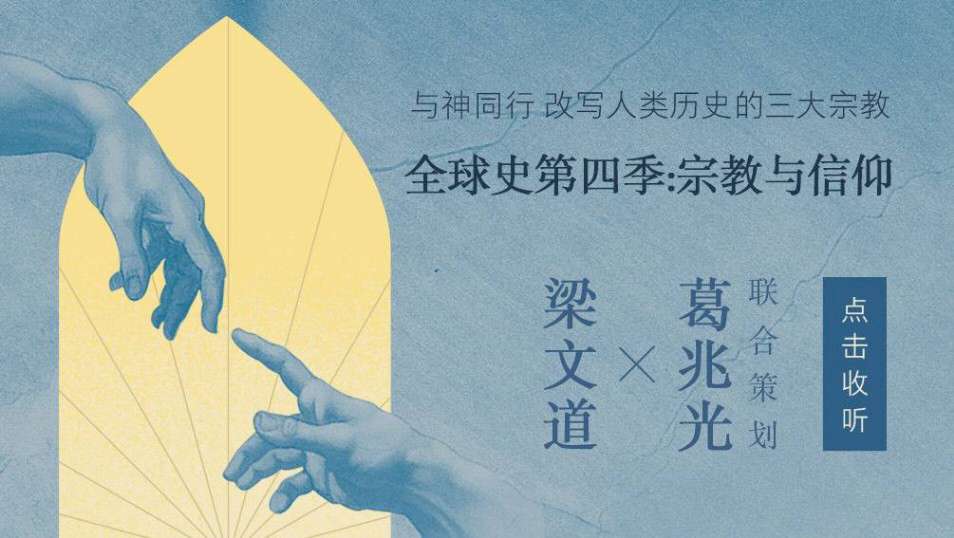 与神同行 改写人类历史的三大宗教
全球史第四季:宗教与信仰
梁文道
×
葛兆光
联合策划
点击收听